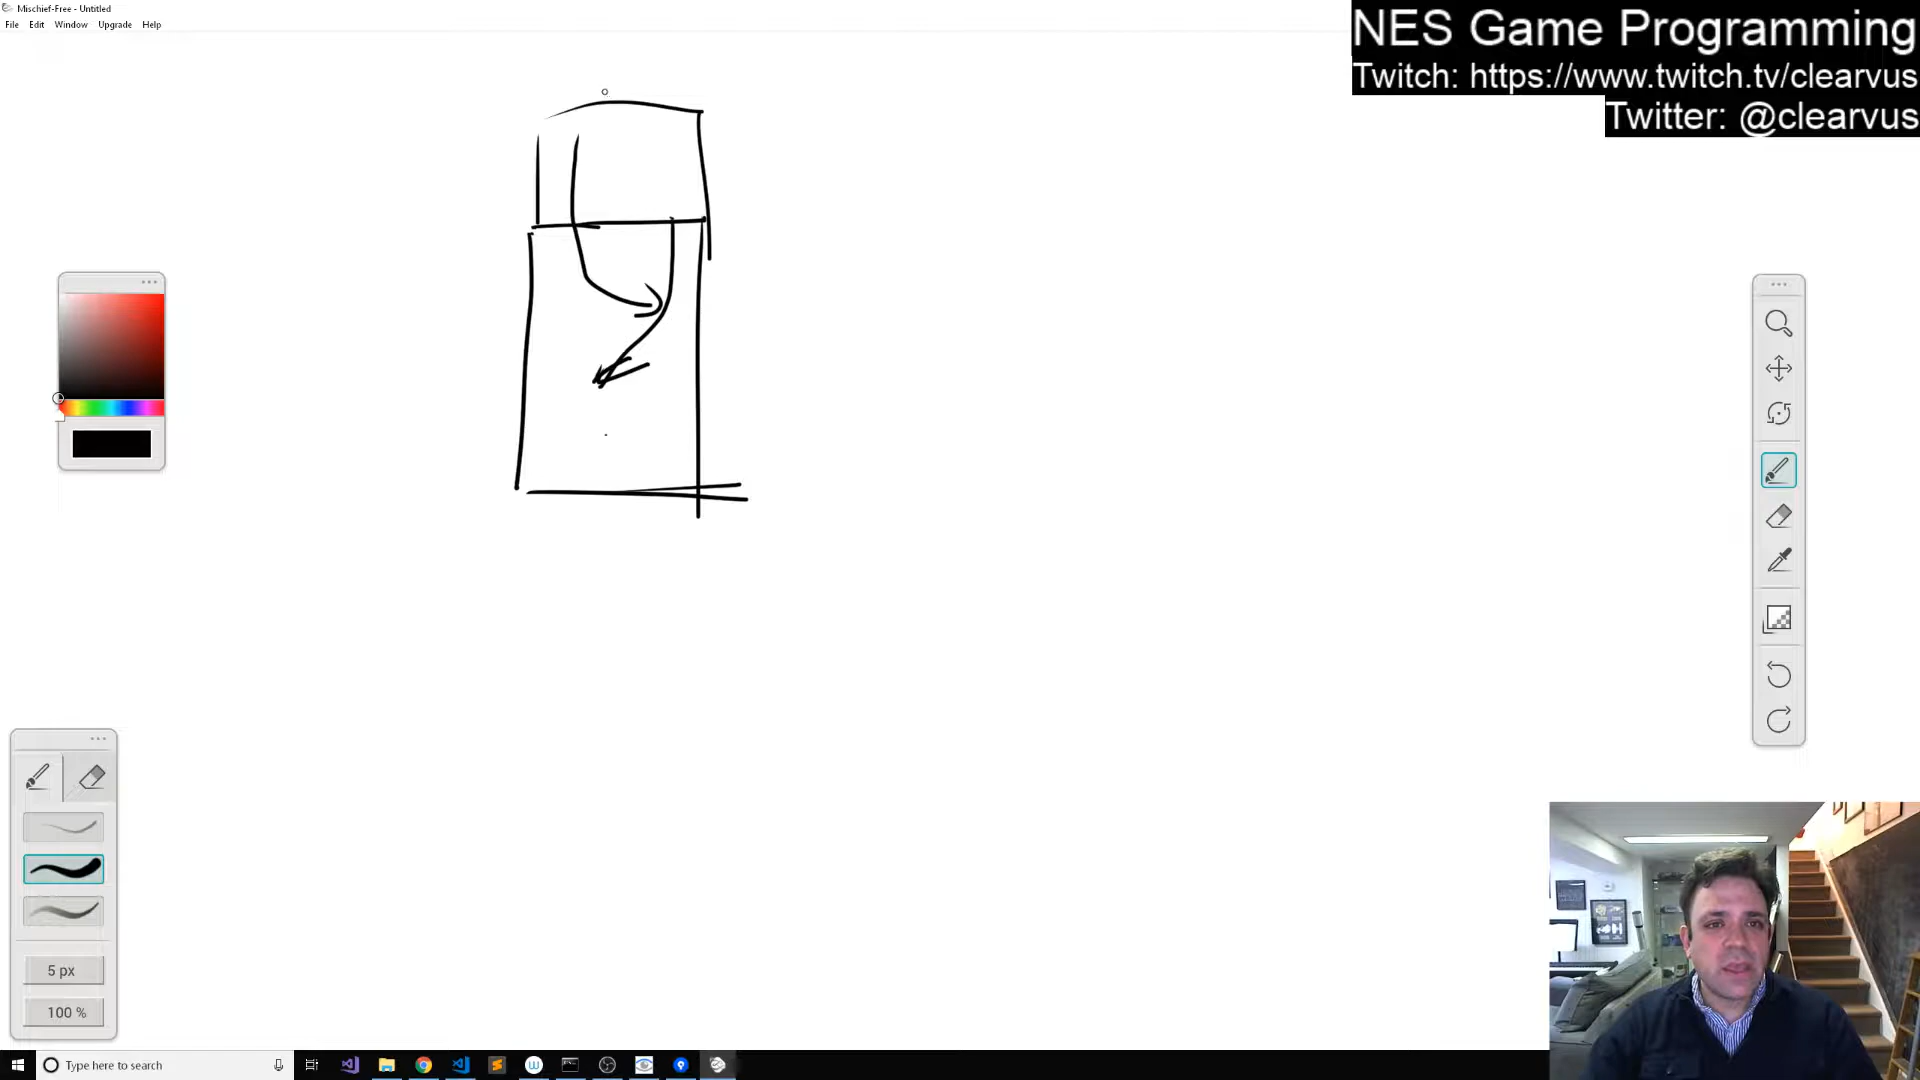 Mischief-Free - Untitled
File Edit Window Upgrade Help
NES Game Programming
Twitch: https://www.twitch.tv/clearvus
Twitter: @clearvus
5 px
100 %
Type here to search